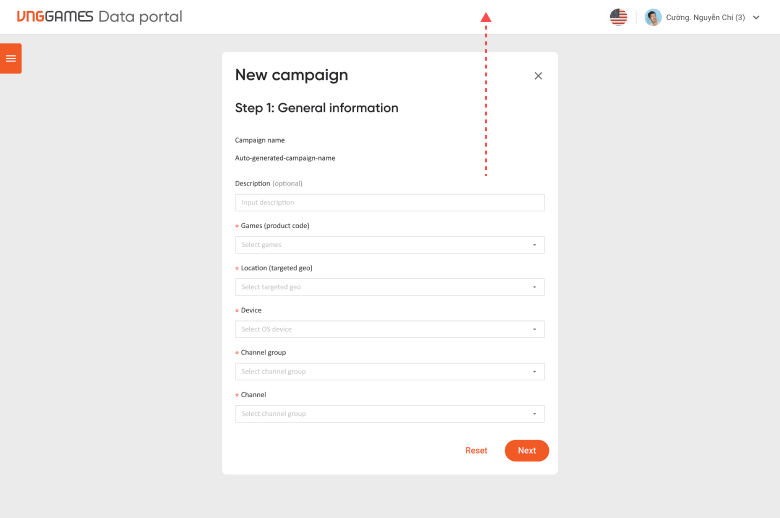 VNGGAMES Data portal
Cường. Nguyễn Chí (3)
New campaign
Step 1: General information
Campaign name
Auto-generated-campaign-name
Description (optional)
Input description
* Games (product code)
Select games
* Location (targeted geo)
Select targeted geo
* Device
Select OS device
* Channel group
Select channel group
* Channel
Select channel group
Reset
Next